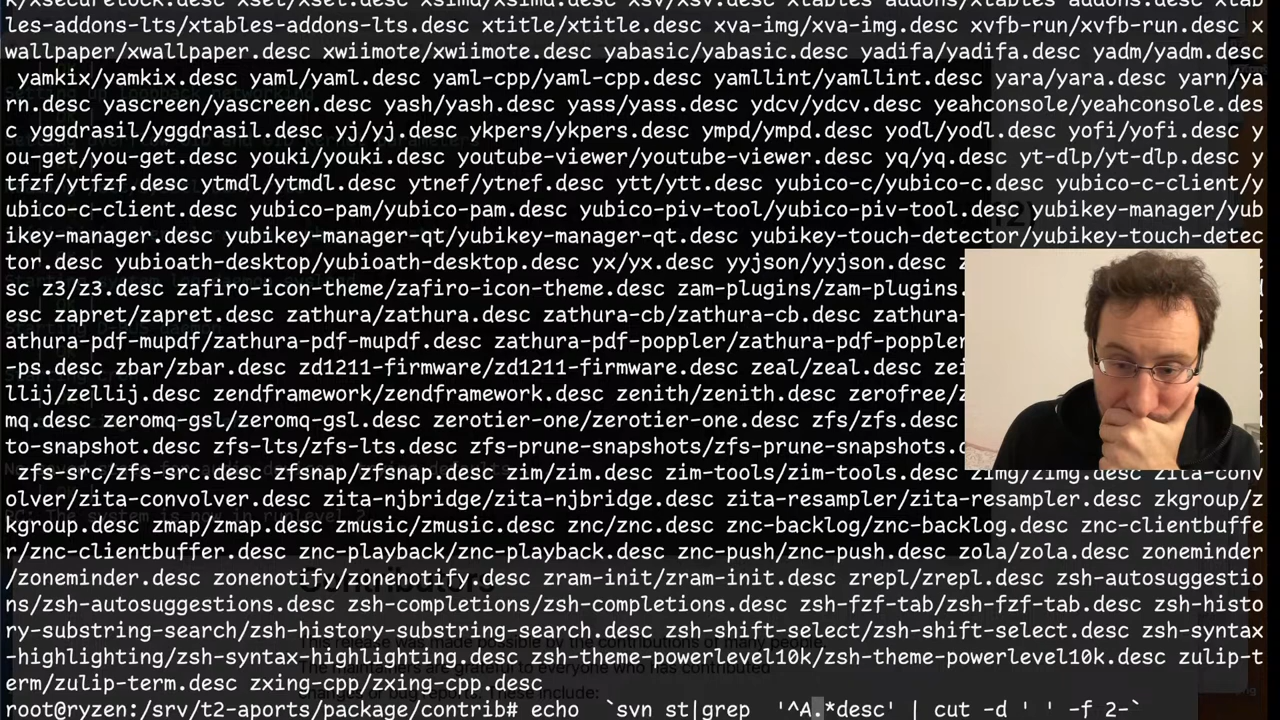 k/xsecurelock.desc xset/xset.desc xsimd/xsimd.desc xsv/xsv.desc xtables-addons/xtables-addons.desc xtab
les-addons-lts/xtables-addons-lts.desc xtitle/xtitle.desc xva-img/xva-img.desc xvfb-run/xvfb-run.desc x
wallpaper/xwallpaper.desc xwiimote/xwiimote.desc yabasic/yabasic.desc yadifa/yadifa.desc yadm/yadm.desc
yamkix/yamkix.desc yaml/yaml.desc yaml-cpp/yaml-cpp.desc yamllint/yamllint.desc yara/yara.desc yarn/ya
rn.desc yascreen/yascreen.desc yash/yash.desc yass/yass.desc ydcv/ydcv.desc yeahconsole/yeahconsole.des
c yggdrasil/yggdrasil.desc yj/yj.desc ykpers/ykpers.desc ympd/ympd.desc yodl/yodl.desc yofi/yofi.desc y
ou-get/you-get.desc youki/youki.desc youtube-viewer/youtube-viewer.desc yq/yq.desc yt-dlp/yt-dlp.desc y
tfzf/ytfzf.desc ytmdl/ytmdl.desc ytnef/ytnef.desc ytt/ytt.desc yubico-c/yubico-c.desc yubico-c-client/y
ubico-c-client.desc yubico-pam/yubico-pam.desc yubico-piv-tool/yubico-piv-tool.desc yubikey-manager/yub
ikey-manager.desc yubikey-manager-qt/yubikey-manager-qt.desc yubikey-touch-detector/yubikey-touch-detec
tor.desc yubioath-desktop/yubioath-desktop.desc yx/yx.desc yyjson/yyjson.desc z
sc z3/z3.desc zafiro-icon-theme/zafiro-icon-theme.desc zam-plugins/zam-plugins.
esc zapret/zapret.desc zathura/zathura.desc zathura-cb/zathura-cb.desc zathura-
athura-pdf-mupdf/zathura-pdf-mupdf.desc zathura-pdf-poppler/zathura-pdf-poppler
-ps.desc zbar/zbar.desc zd1211-firmware/zd1211-firmware.desc zeal/zeal.desc zei
llij/zellij.desc zendframework/zendframework.desc zenith/zenith.desc zerofree/
mq.desc zeromq-gsl/zeromq-gsl.desc zerotier-one/zerotier-one.desc zfs/zfs.desc
to-snapshot.desc zfs-lts/zfs-lts.desc zfs-prune-snapshots/zfs-prune-snapshots.
zfs-src/zfs-src.desc zfsnap/zfsnap.desc zim/zim.desc zim-tools/zim-tools.desc zimg/zimg.desc zita-conv
olver/zita-convolver.desc zita-njbridge/zita-njbridge.desc zita-resampler/zita-resampler.desc zkgroup/z
kgroup.desc zmap/zmap.desc zmusic/zmusic.desc znc/znc.desc znc-backlog/znc-backlog.desc znc-clientbuffe
r/znc-clientbuffer.desc znc-playback/znc-playback.desc znc-push/znc-push.desc zola/zola.desc zoneminder
/zoneminder.desc zonenotify/zonenotify.desc zram-init/zram-init.desc zrepl/zrepl.desc zsh-autosuggestio
ns/zsh-autosuggestions.desc zsh-completions/zsh-completions.desc zsh-fzf-tab/zsh-fzf-tab.desc zsh-histo
ry-substring-search/zsh-history-substring-search.desc zsh-shift-select/zsh-shift-select.desc zsh-syntax
-highlighting/zsh-syntax-highlighting.desc zsh-theme-powerlevel10k/zsh-theme-powerlevel10k.desc zulip-t
erm/zulip-term.desc zxing-cpp/zxing-cpp.desc
root@ryzen:/srv/t2-aports/package/contrib# echo `svn st|grep '^A.*desc' | cut -d ' ' -f 2-`